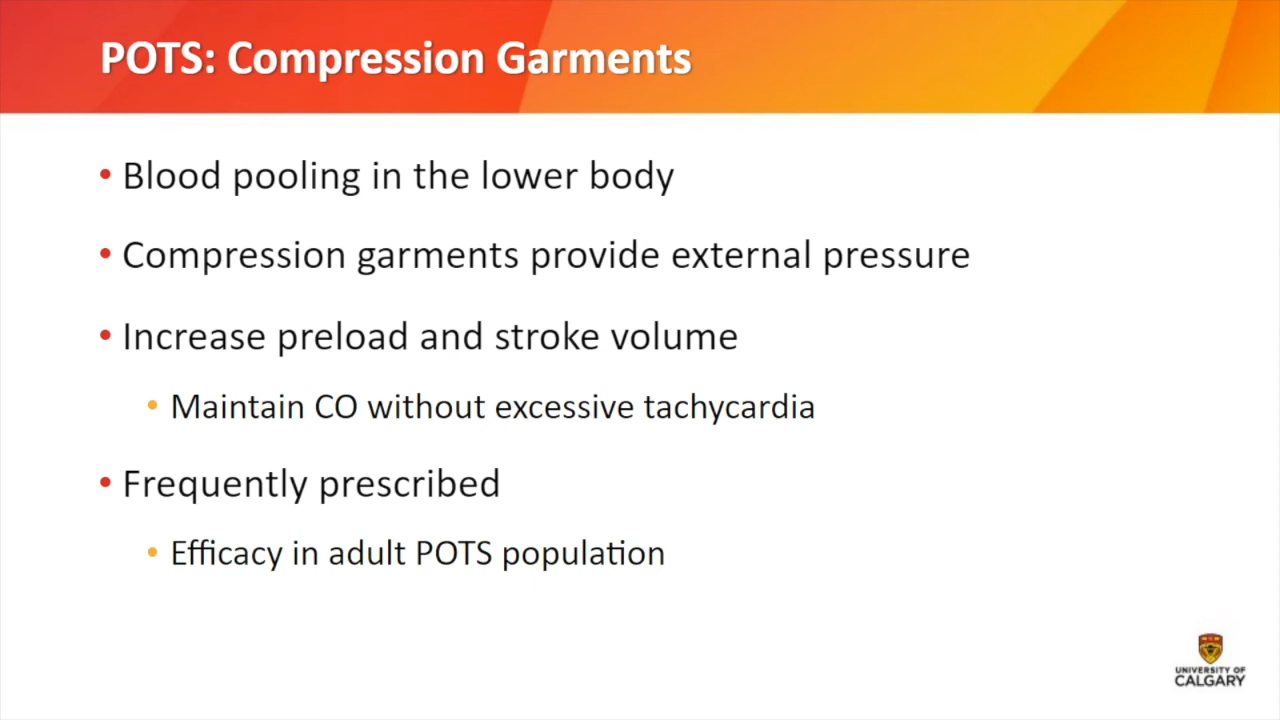 POTS: Compression Garments
• Blood pooling in the lower body
• Compression garments provide external pressure
• Increase preload and stroke volume
• Maintain CO without excessive tachycardia
• Frequently prescribed
• Efficacy in adult POTS population
UNIVERSITY OF
CALGARY